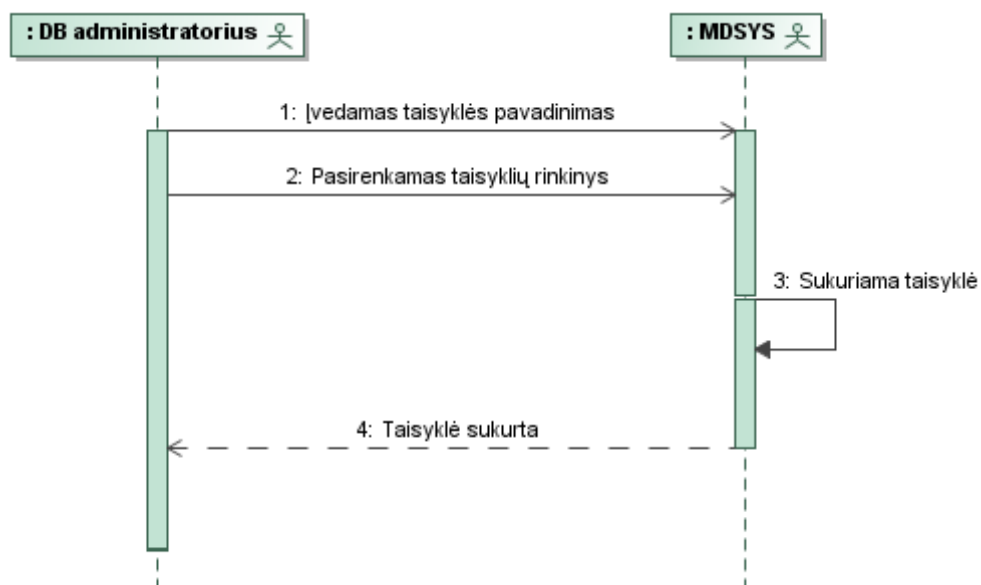 : DB administratorius
: MDSYS
1: Įvedamas taisyklės pavadinimas
2: Pasirenkamas taisyklių rinkinys
3: Sukuriama taisyklė
4: Taisyklė sukurta